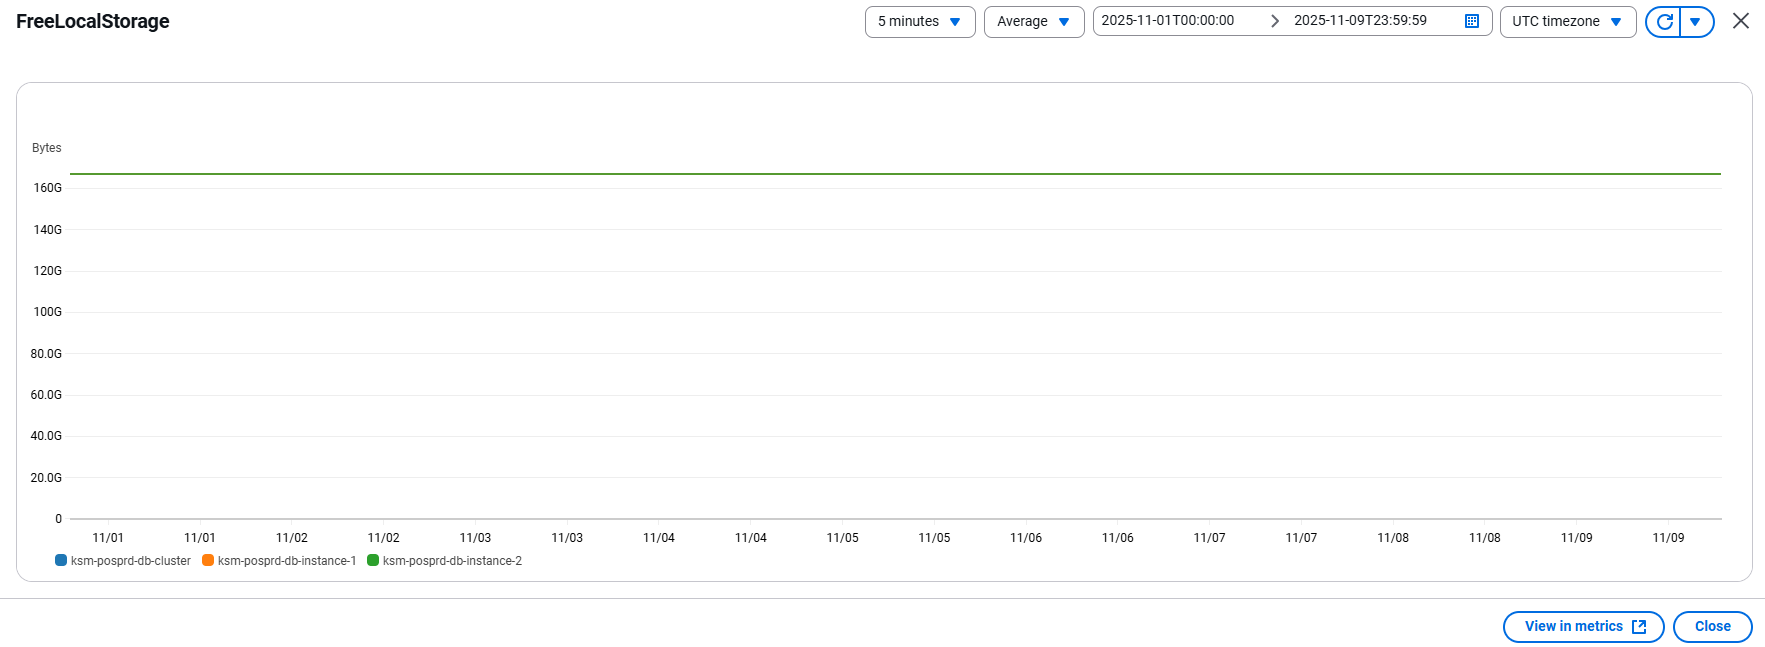 FreeLocalStorage
5 minutes
Average
2025-11-01T00:00:00
2025-11-09T23:59:59
UTC timezone
Bytes
160G
140G
120G
100G
80.0G
60.0G
40.0G
20.0G
0
11/01 11/01 11/02 11/02 11/03 11/03 11/04 11/04 11/05 11/05 11/06 11/06 11/07 11/07 11/08 11/08 11/09 11/09
ksm-posprd-db-cluster ksm-posprd-db-instance-1 ksm-posprd-db-instance-2
View in metrics
Close